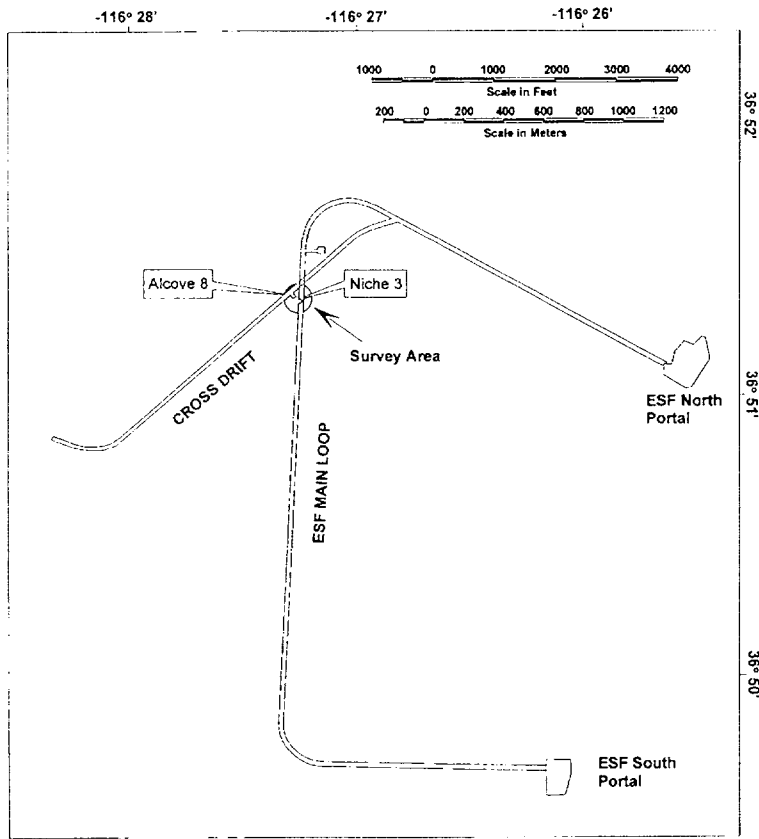 -116° 28' -116° 27' -116° 26'
1000 0 1000 2000 3000 4000
Scale in Feet
200 0 200 400 600 800 1000 1200
Scale in Meters
36° 52'
Alcove 8
Niche 3
Survey Area
CROSS DRIFT
ESF North
Portal
36° 51'
ESF MAIN LOOP
36° 50'
ESF South
Portal